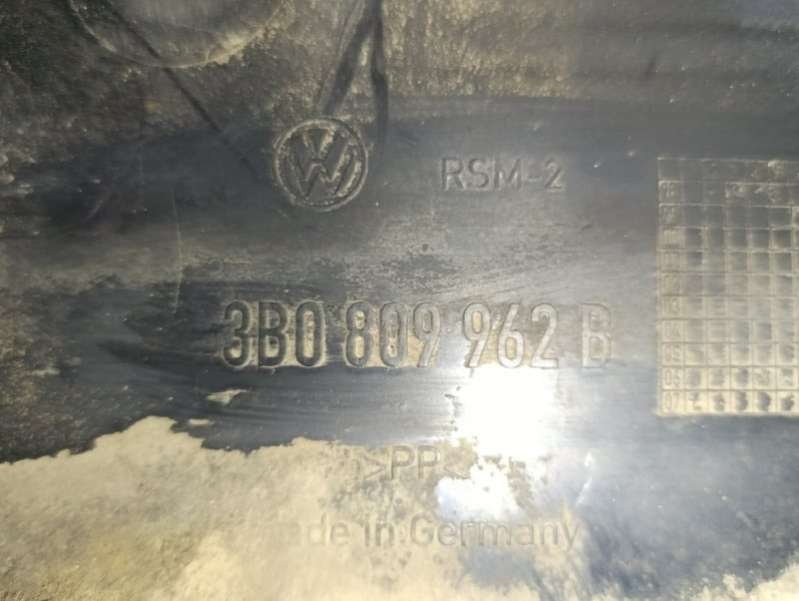 RSM-2
3B0 809 962 B
>PP<
Made in Germany